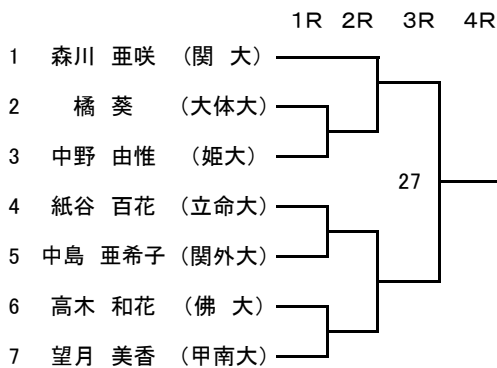 1R 2R 3R 4R
1 森川 亜咲 (関 大)
2 橘 葵 (大体大)
3 中野 由惟 (姫大)
27
4 紙谷 百花 (立命大)
5 中島 亜希子 (関外大)
6 高木 和花 (佛 大)
7 望月 美香 (甲南大)